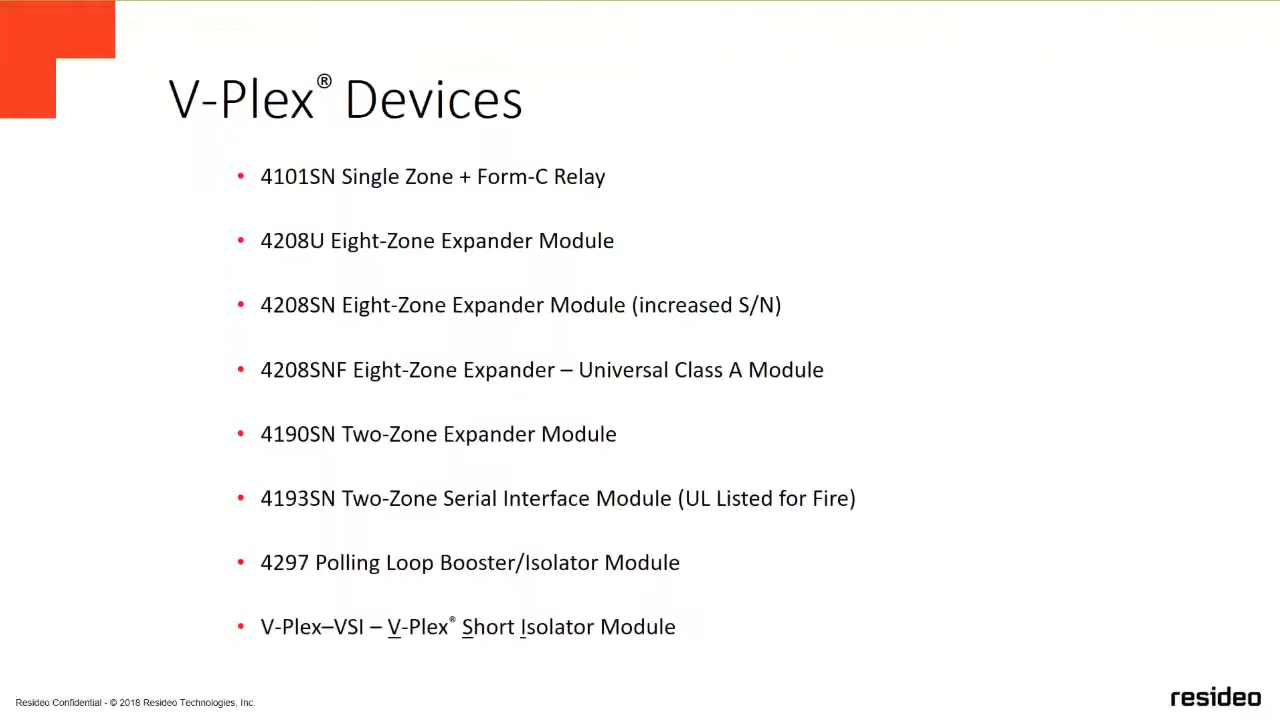 V-Plex® Devices
• 4101SN Single Zone + Form-C Relay
• 4208U Eight-Zone Expander Module
• 4208SN Eight-Zone Expander Module (increased S/N)
• 4208SNF Eight-Zone Expander – Universal Class A Module
• 4190SN Two-Zone Expander Module
• 4193SN Two-Zone Serial Interface Module (UL Listed for Fire)
• 4297 Polling Loop Booster/Isolator Module
• V-Plex–VSI – V-Plex® Short Isolator Module
Resideo Confidential - © 2018 Resideo Technologies, Inc.
resideo